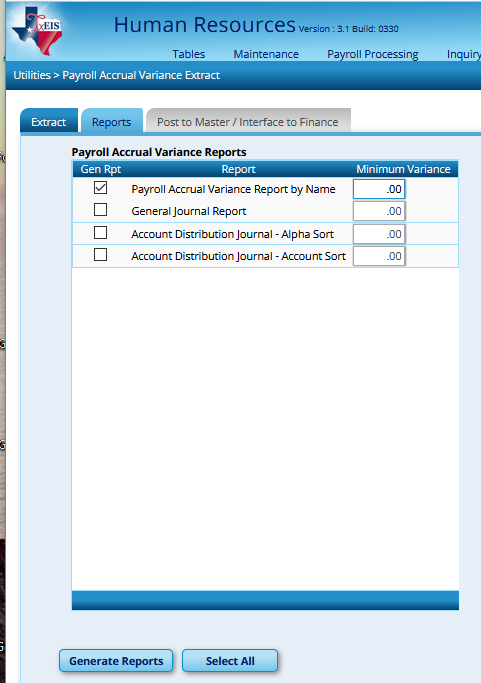 xEIS
Human Resources Version : 3.1 Build: 0330
Tables Maintenance Payroll Processing Inquiry
Utilities > Payroll Accrual Variance Extract
Extract Reports Post to Master / Interface to Finance
Payroll Accrual Variance Reports
Gen Rpt Report Minimum Variance
Payroll Accrual Variance Report by Name .00
General Journal Report .00
Account Distribution Journal - Alpha Sort .00
Account Distribution Journal - Account Sort .00
Generate Reports Select All